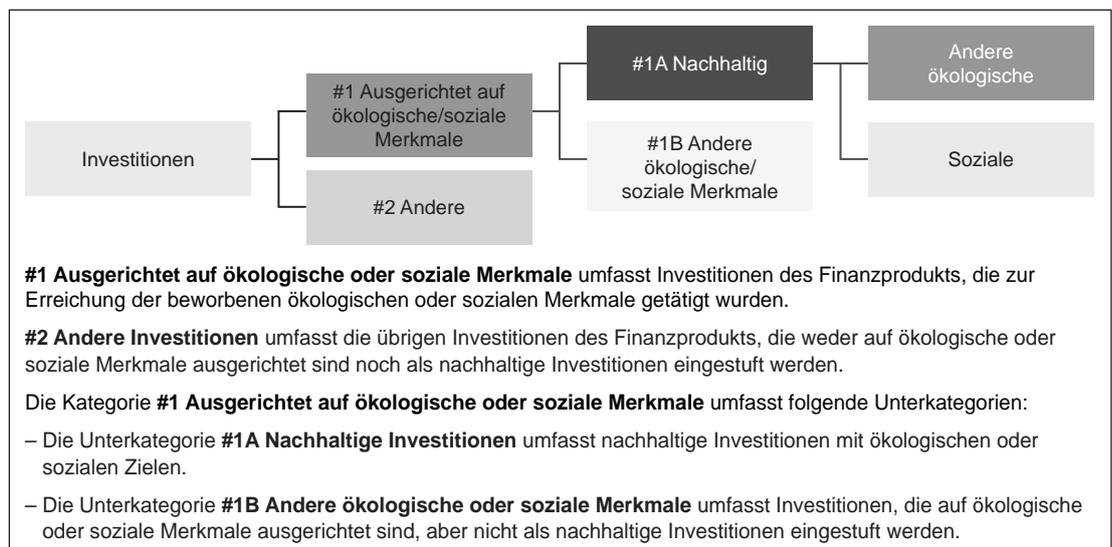 Investitionen
#1 Ausgerichtet auf
ökologische/soziale
Merkmale
#2 Andere
#1A Nachhaltig
#1B Andere
ökologische/
soziale Merkmale
Andere
ökologische
Soziale
#1 Ausgerichtet auf ökologische oder soziale Merkmale umfasst Investitionen des Finanzprodukts, die zur
Erreichung der beworbenen ökologischen oder sozialen Merkmale getätigt wurden.
#2 Andere Investitionen umfasst die übrigen Investitionen des Finanzprodukts, die weder auf ökologische oder
soziale Merkmale ausgerichtet sind noch als nachhaltige Investitionen eingestuft werden.
Die Kategorie #1 Ausgerichtet auf ökologische oder soziale Merkmale umfasst folgende Unterkategorien:
– Die Unterkategorie #1A Nachhaltige Investitionen umfasst nachhaltige Investitionen mit ökologischen oder
sozialen Zielen.
– Die Unterkategorie #1B Andere ökologische oder soziale Merkmale umfasst Investitionen, die auf ökologische
oder soziale Merkmale ausgerichtet sind, aber nicht als nachhaltige Investitionen eingestuft werden.